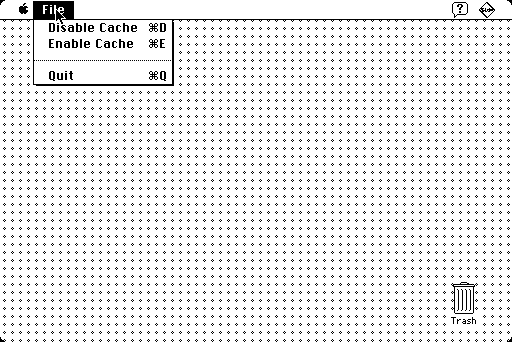 File
Disable Cache ⌘D
Enable Cache ⌘E
Quit ⌘Q
Trash